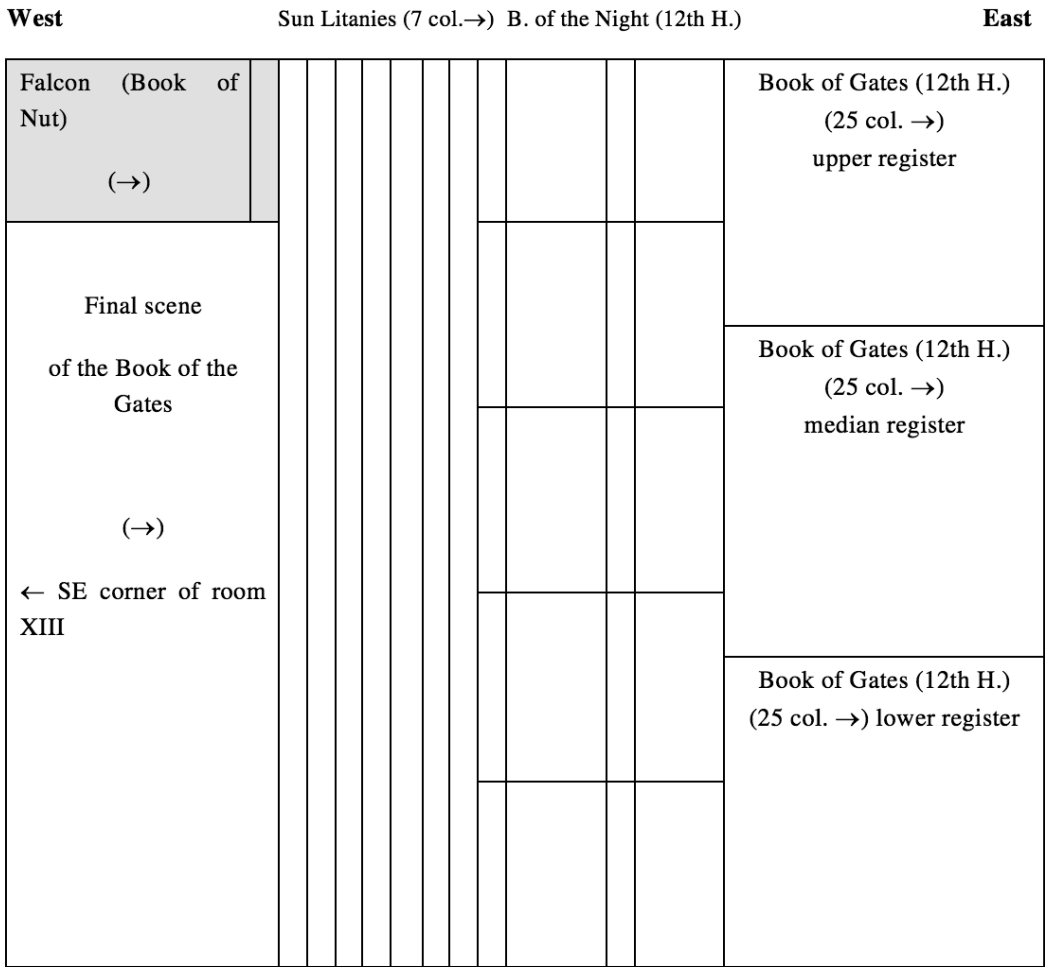 West Sun Litanies (7 col.→) B. of the Night (12th H.) East
Falcon (Book of
Nut)
(→)
Final scene
of the Book of the
Gates
(→)
← SE corner of room
XIII
Book of Gates (12th H.)
(25 col. →)
upper register
Book of Gates (12th H.)
(25 col. →)
median register
Book of Gates (12th H.)
(25 col. →) lower register